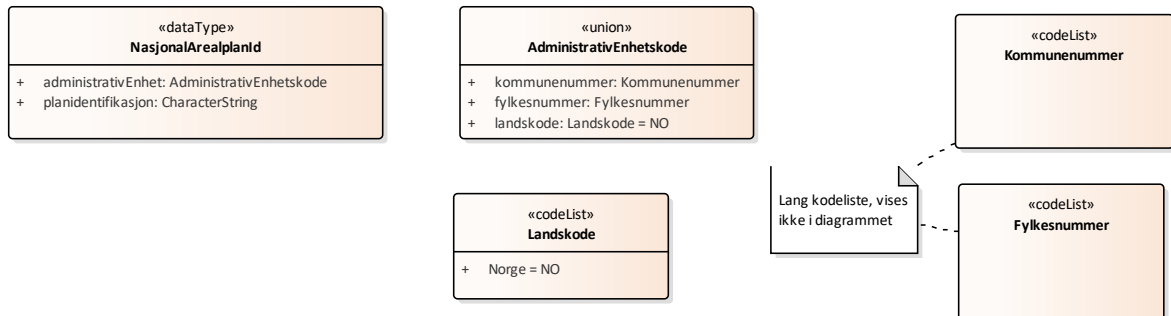 «dataType»
NasjonalArealplanId
+ administrativEnhet: AdministrativEnhetskode
+ planidentifikasjon: CharacterString
«union»
AdministrativEnhetskode
+ kommunenummer: Kommunenummer
+ fylkesnummer: Fylkesnummer
+ landskode: Landskode = NO
«codeList»
Kommunenummer
«codeList»
Landskode
+ Norge = NO
Lang kodeliste, vises
ikke i diagrammet
«codeList»
Fylkesnummer